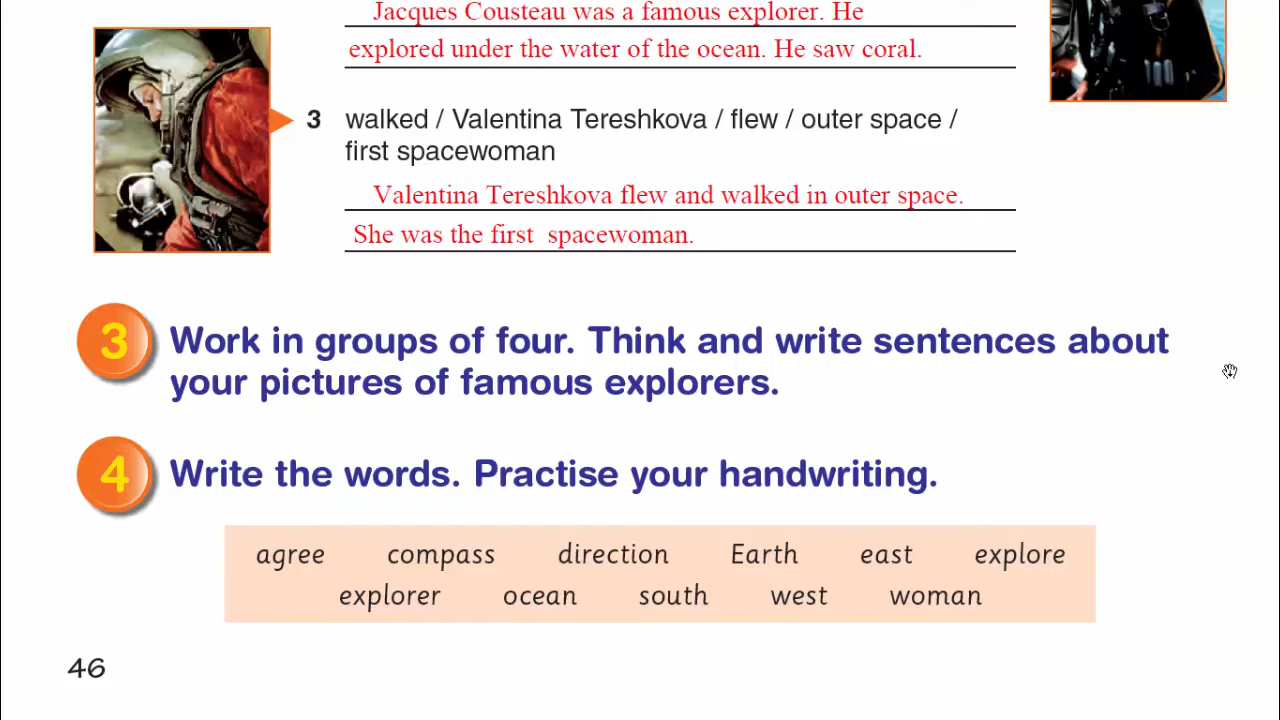 Jacques Cousteau was a famous explorer. He
explored under the water of the ocean. He saw coral.
3 walked / Valentina Tereshkova / flew / outer space /
first spacewoman
Valentina Tereshkova flew and walked in outer space.
She was the first spacewoman.
3 Work in groups of four. Think and write sentences about
your pictures of famous explorers.
4 Write the words. Practise your handwriting.
agree compass direction Earth east explore
explorer ocean south west woman
46